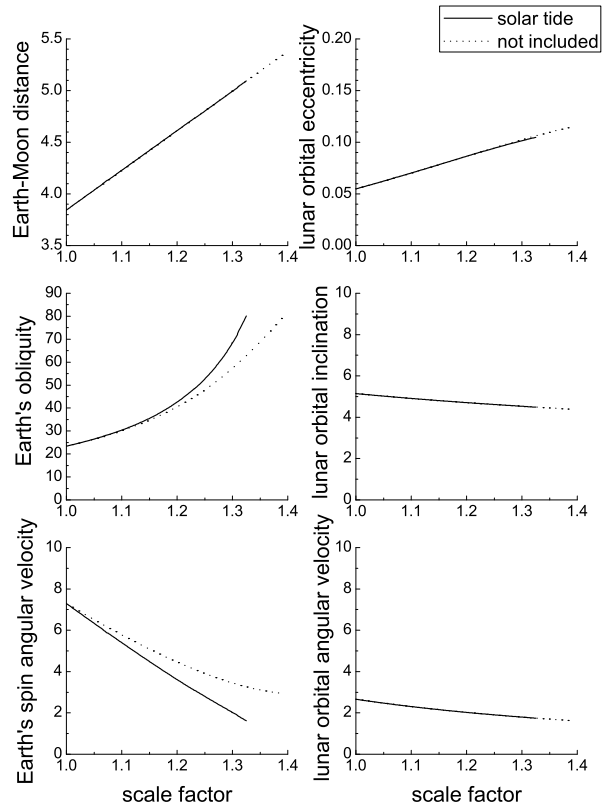 solar tide
not included
Earth-Moon distance
5.5
5.0
4.5
4.0
3.5
1.0 1.1 1.2 1.3 1.4
lunar orbital eccentricity
0.20
0.15
0.10
0.05
0.00
1.0 1.1 1.2 1.3 1.4
Earth's obliquity
90
80
70
60
50
40
30
20
10
0
1.0 1.1 1.2 1.3 1.4
lunar orbital inclination
10
8
6
4
2
0
1.0 1.1 1.2 1.3 1.4
Earth's spin angular velocity
10
8
6
4
2
0
1.0 1.1 1.2 1.3 1.4
scale factor
lunar orbital angular velocity
10
8
6
4
2
0
1.0 1.1 1.2 1.3 1.4
scale factor